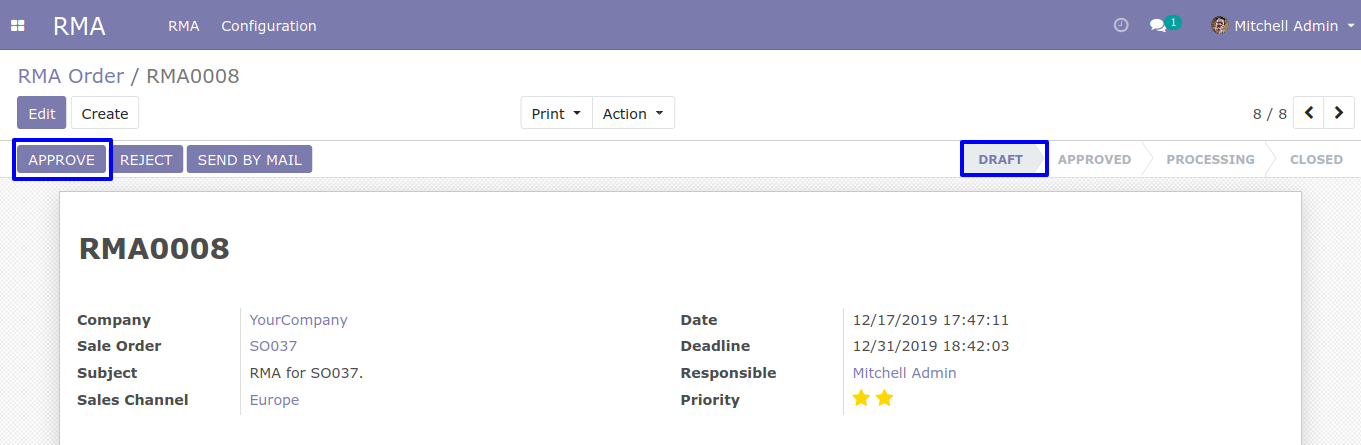 RMA RMA Configuration 1 Mitchell Admin
RMA Order / RMA0008
Edit Create Print Action 8 / 8
APPROVE REJECT SEND BY MAIL DRAFT APPROVED PROCESSING CLOSED
RMA0008
Company YourCompany Date 12/17/2019 17:47:11
Sale Order SO037 Deadline 12/31/2019 18:42:03
Subject RMA for SO037. Responsible Mitchell Admin
Sales Channel Europe Priority